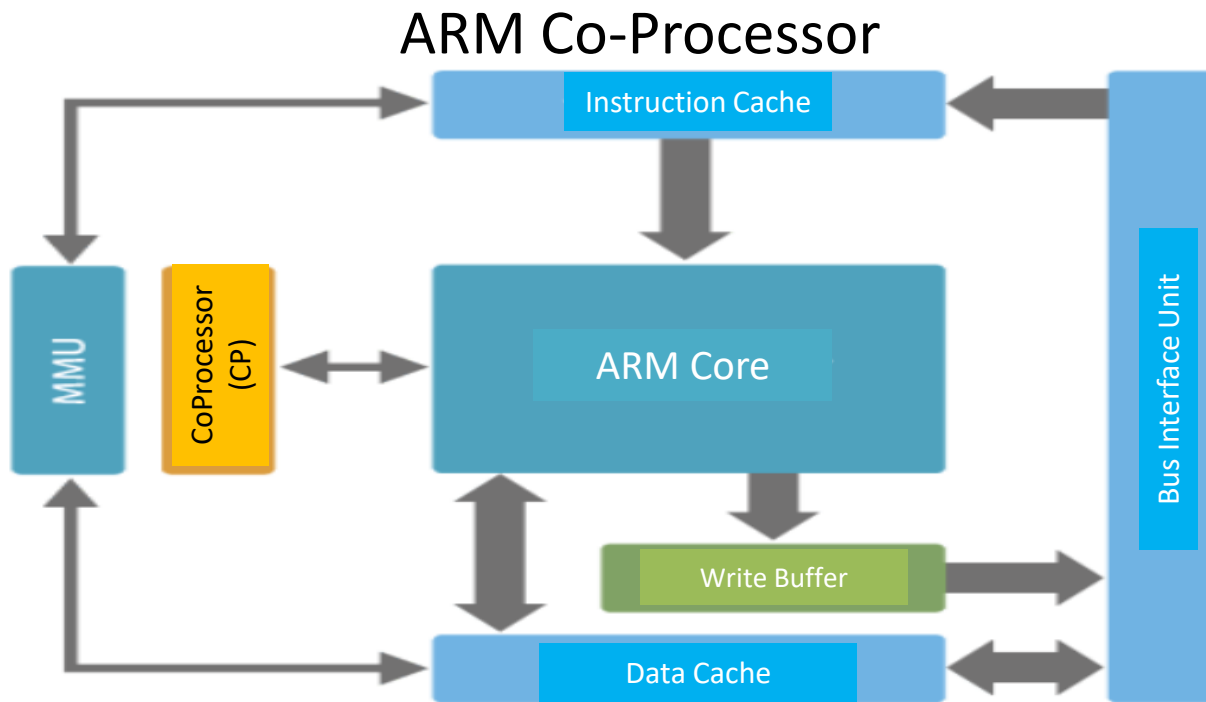 ARM Co-Processor
Instruction Cache
MMU
CoProcessor
(CP)
ARM Core
Bus Interface Unit
Write Buffer
Data Cache